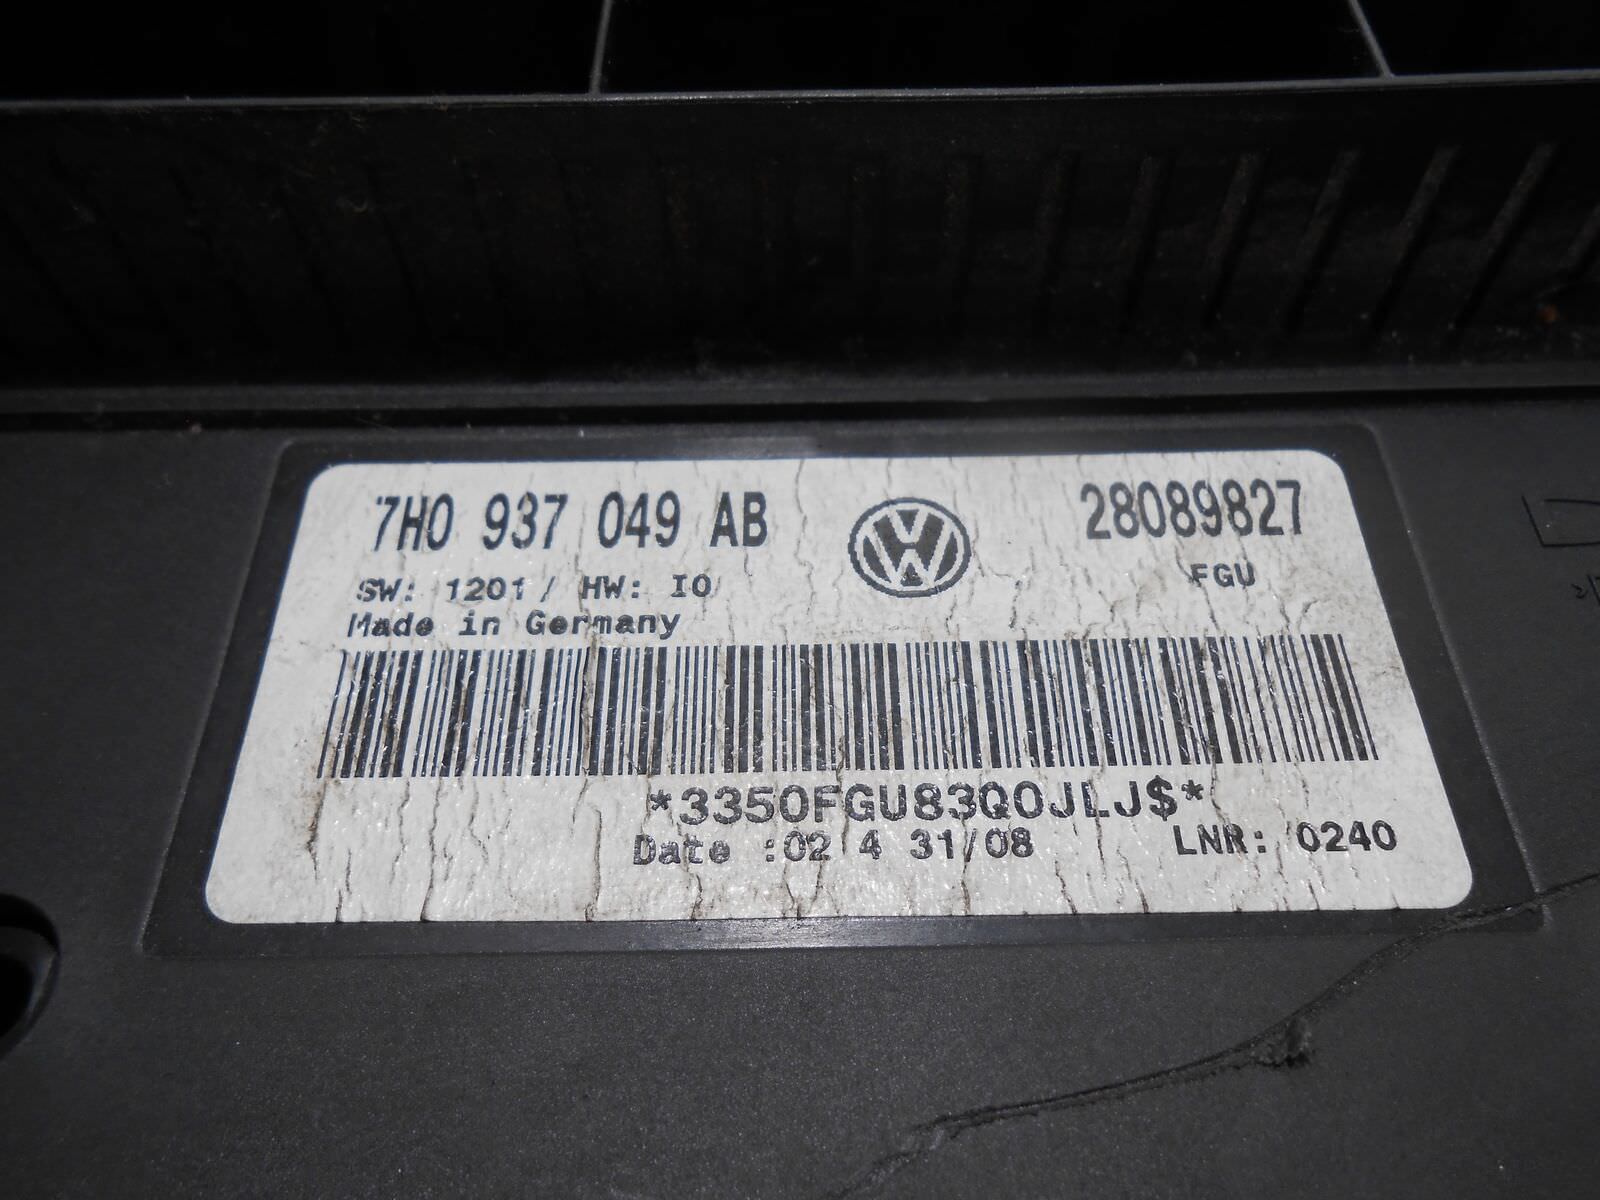 7H0 937 049 AB
28089827
FGU
SW: 1201/ HW: I0
Made in Germany
*3350FGU83Q0JLJ$*
Date :02 4 31/08
LNR: 0240